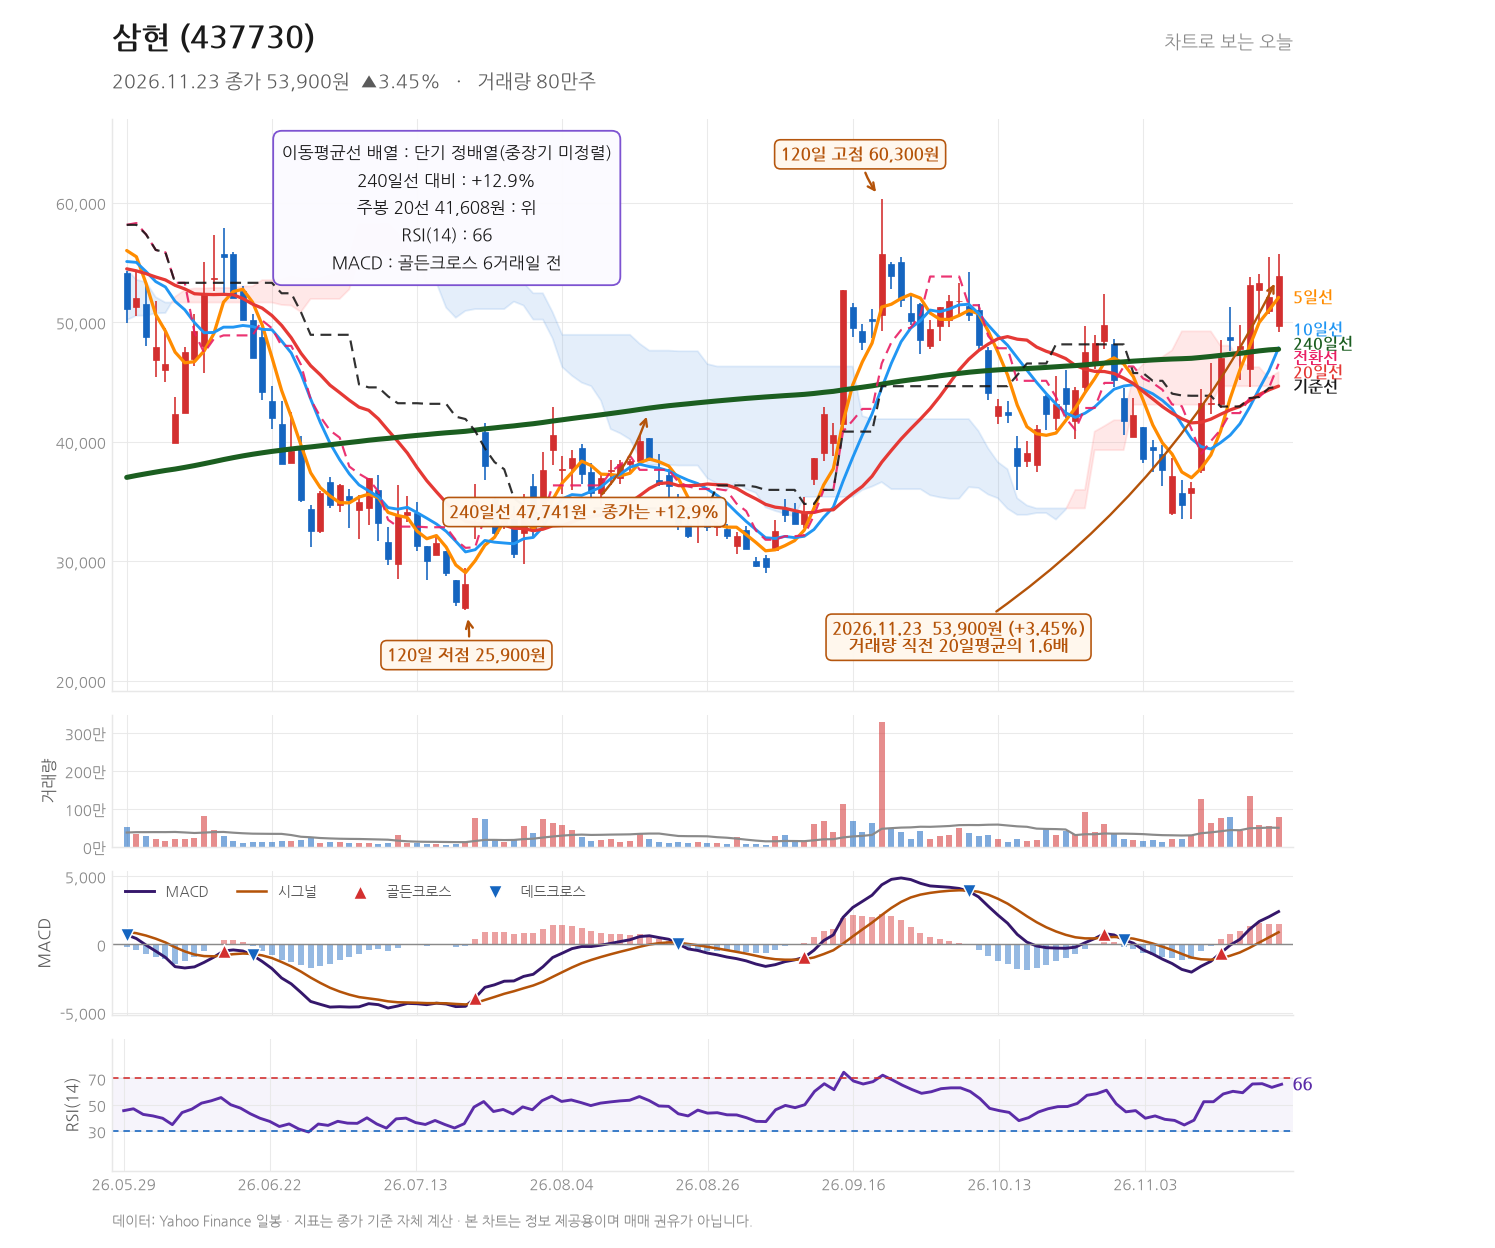 삼현 (437730)
차트로 보는 오늘
2026.11.23 종가 53,900원 ▲3.45% · 거래량 80만주
이동평균선 배열 : 단기 정배열(중장기 미정렬)
240일선 대비 : +12.9%
주봉 20선 41,608원 : 위
RSI(14) : 66
MACD : 골든크로스 6거래일 전
120일 고점 60,300원
60,000
50,000
40,000
30,000
20,000
5일선
10일선
240일선
전환선
20일선
기준선
240일선 47,741원 · 종가는 +12.9%
2026.11.23 53,900원 (+3.45%)
거래량 직전 20일평균의 1.6배
120일 저점 25,900원
거래량
300만
200만
100만
0만
MACD
5,000
0
-5,000
MACD
시그널
골든크로스
데드크로스
RSI(14)
70
50
30
66
26.05.29
26.06.22
26.07.13
26.08.04
26.08.26
26.09.16
26.10.13
26.11.03
데이터: Yahoo Finance 일봉 · 지표는 종가 기준 자체 계산 · 본 차트는 정보 제공용이며 매매 권유가 아닙니다.